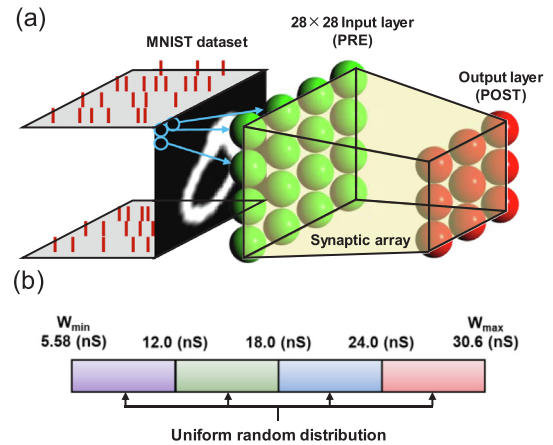 (a)
MNIST dataset
28×28 Input layer
(PRE)
Output layer
(POST)
Synaptic array
(b)
Wmin
5.58 (nS) 12.0 (nS) 18.0 (nS) 24.0 (nS) 30.6 (nS)
Wmax
Uniform random distribution